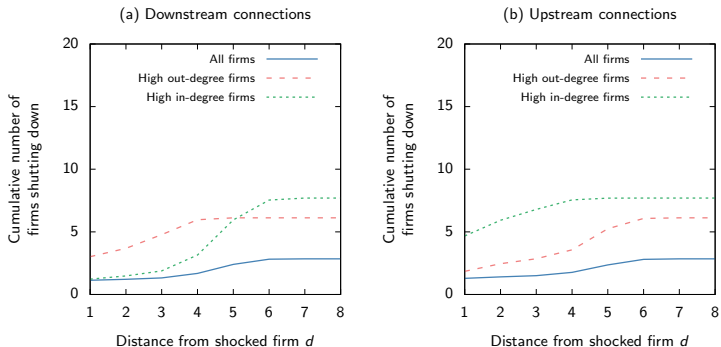 (a) Downstream connections
20
15
10
5
0
1 2 3 4 5 6 7 8
Cumulative number of
firms shutting down
Distance from shocked firm d
All firms
High out-degree firms
High in-degree firms
(b) Upstream connections
20
15
10
5
0
1 2 3 4 5 6 7 8
Cumulative number of
firms shutting down
Distance from shocked firm d
All firms
High out-degree firms
High in-degree firms